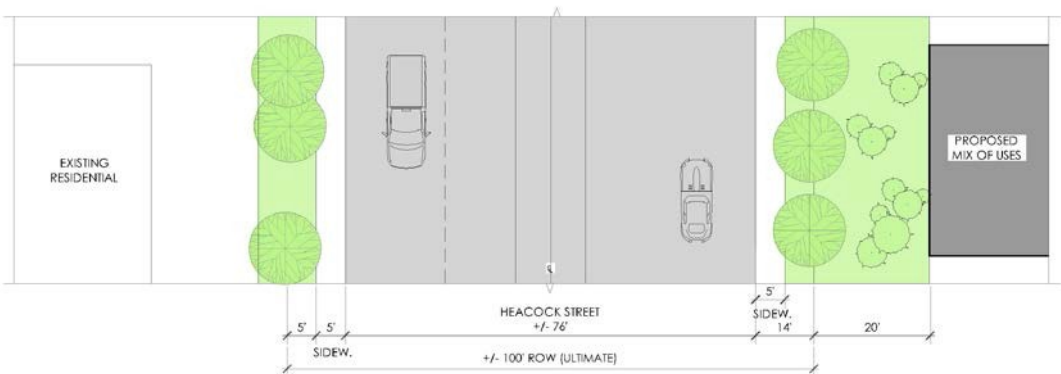 EXISTING
RESIDENTIAL
PROPOSED
MIX OF USES
HEACOCK STREET
5'
5'
SIDEW.
+/- 76'
5'
SIDEW.
14'
20'
+/- 100' ROW (ULTIMATE)